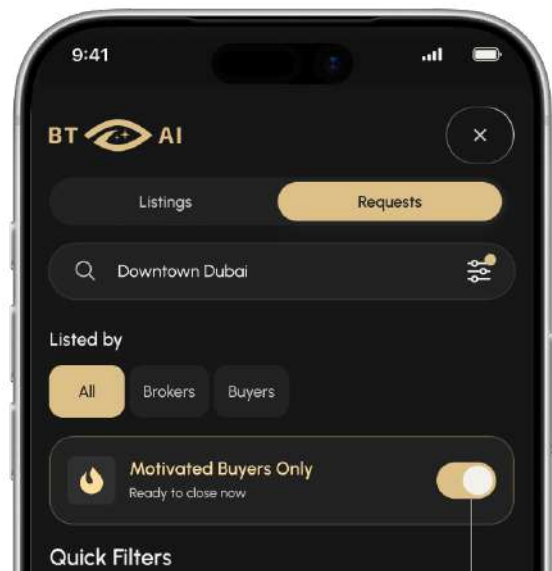 9:41
BT AI
Listings Requests
Downtown Dubai
Listed by
All Brokers Buyers
Motivated Buyers Only
Ready to close now
Quick Filters